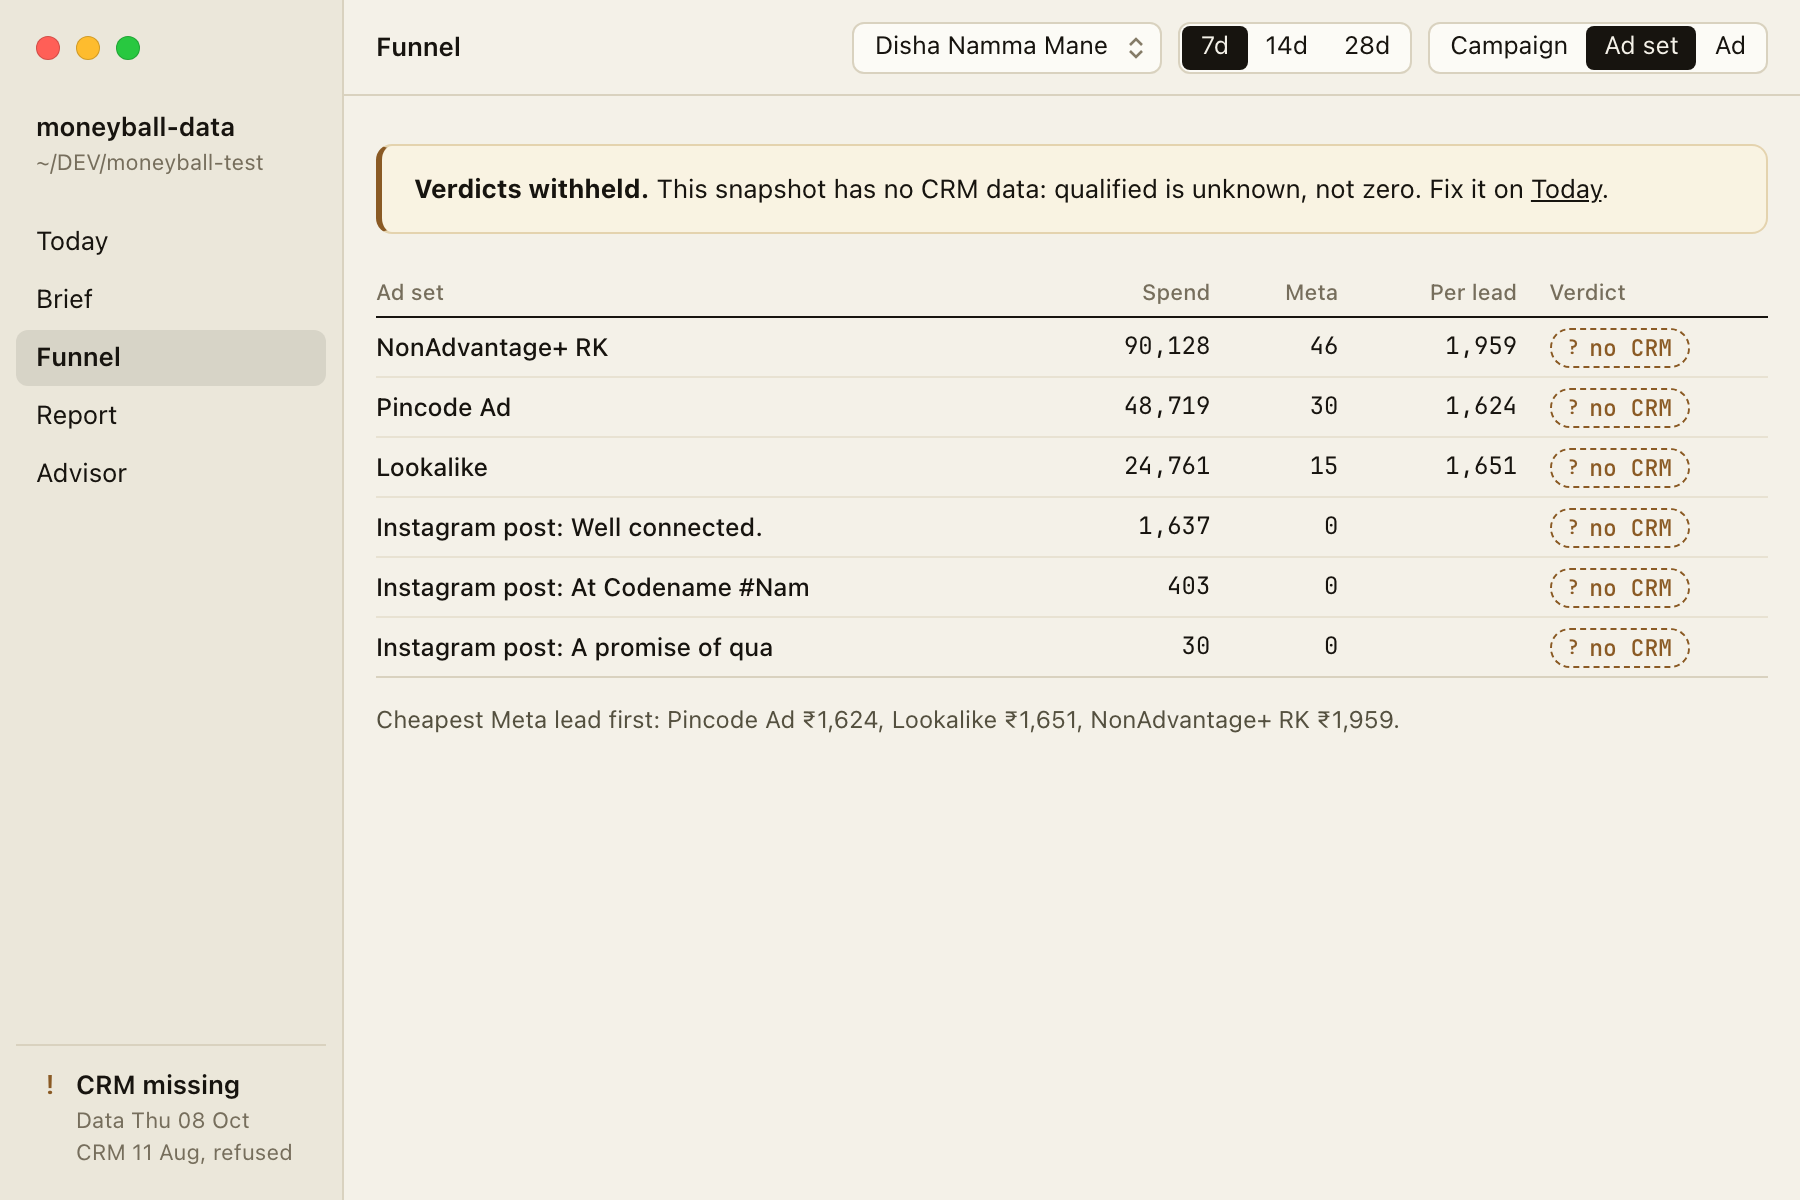 Funnel
Disha Namma Mane
7d 14d 28d
Campaign Ad set Ad
moneyball-data
~/DEV/moneyball-test
Today
Brief
Funnel
Report
Advisor
Verdicts withheld. This snapshot has no CRM data: qualified is unknown, not zero. Fix it on Today.
Ad set Spend Meta Per lead Verdict
NonAdvantage+ RK 90,128 46 1,959 ? no CRM
Pincode Ad 48,719 30 1,624 ? no CRM
Lookalike 24,761 15 1,651 ? no CRM
Instagram post: Well connected. 1,637 0 ? no CRM
Instagram post: At Codename #Nam 403 0 ? no CRM
Instagram post: A promise of qua 30 0 ? no CRM
Cheapest Meta lead first: Pincode Ad ₹1,624, Lookalike ₹1,651, NonAdvantage+ RK ₹1,959.
! CRM missing
Data Thu 08 Oct
CRM 11 Aug, refused